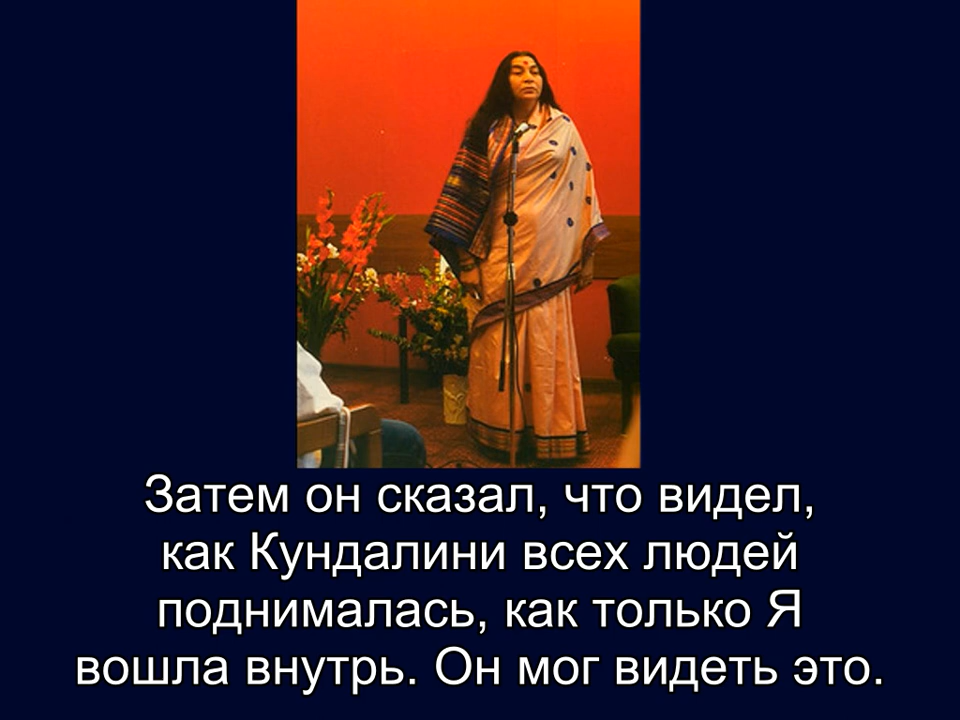 Затем он сказал, что видел,
как Кундалини всех людей
поднималась, как только Я
вошла внутрь. Он мог видеть это.